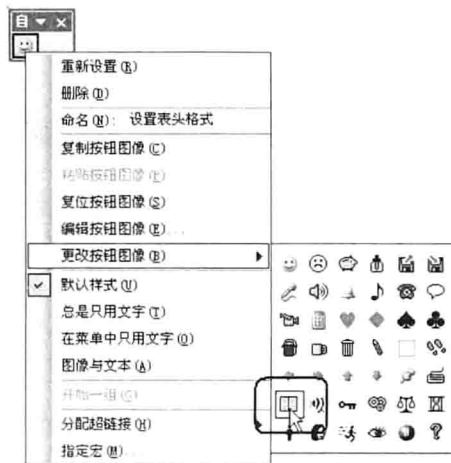 自
重新设置(R)
删除(D)
命名(N): 设置表头格式
复制按钮图像(C)
粘贴按钮图像(P)
复位按钮图像(S)
编辑按钮图像(E)...
更改按钮图像(B)
默认样式(U)
总是只用文字(T)
在菜单中只用文字(O)
图像与文本(A)
开始一组(G)
分配超链接(H)
指定宏(M)...